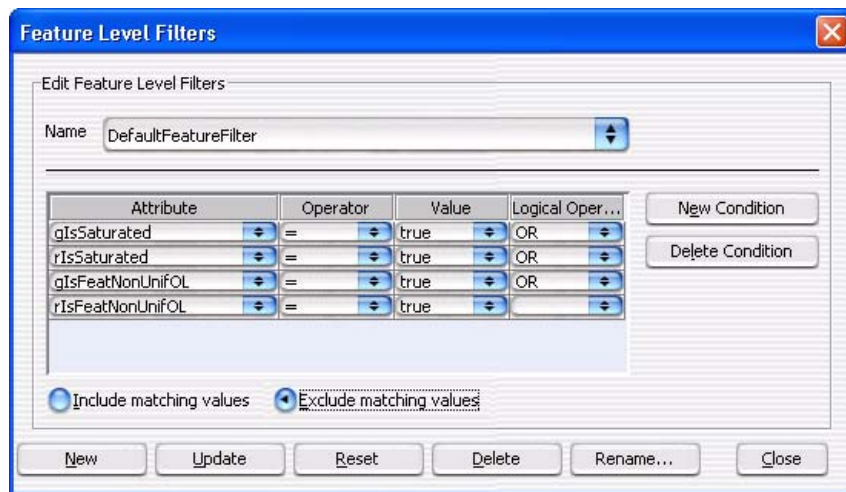 Feature Level Filters
Edit Feature Level Filters
Name DefaultFeatureFilter
Attribute Operator Value Logical Oper...
gIsSaturated = true OR
rIsSaturated = true OR
gIsFeatNonUnifOL = true OR
rIsFeatNonUnifOL = true
New Condition
Delete Condition
Include matching values Exclude matching values
New Update Reset Delete Rename... Close